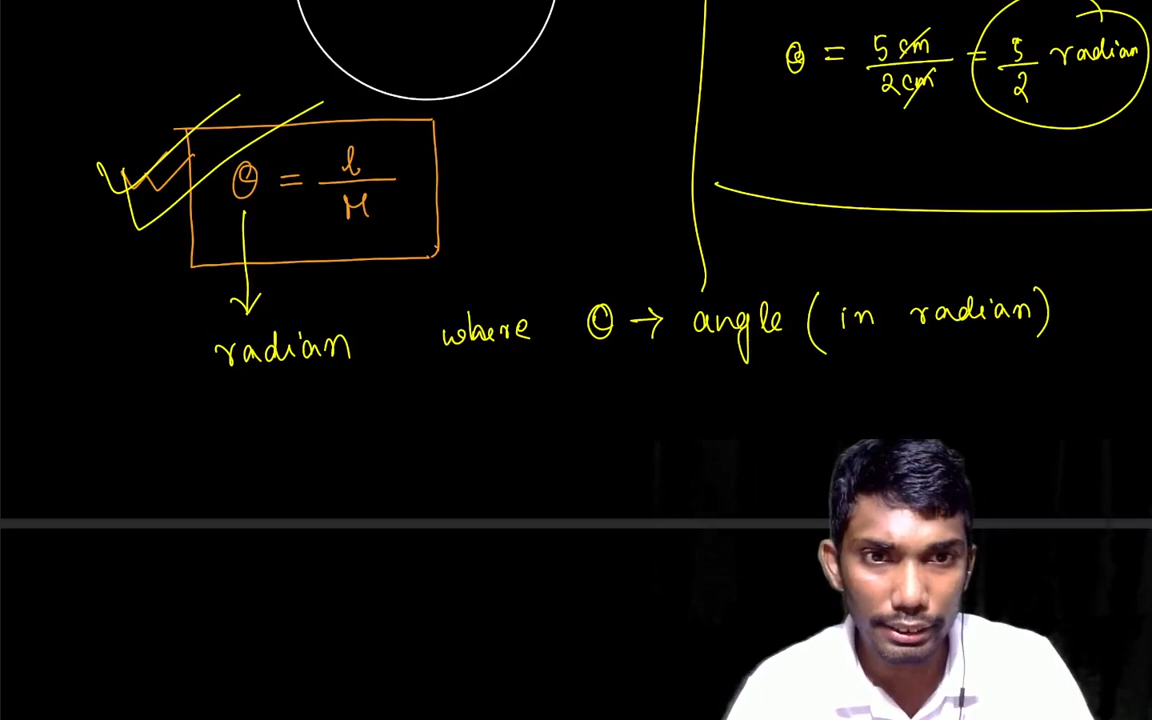 θ = 5 cm / 2 cm = 5/2 radian
θ = l / r
radian
where θ → angle (in radian)